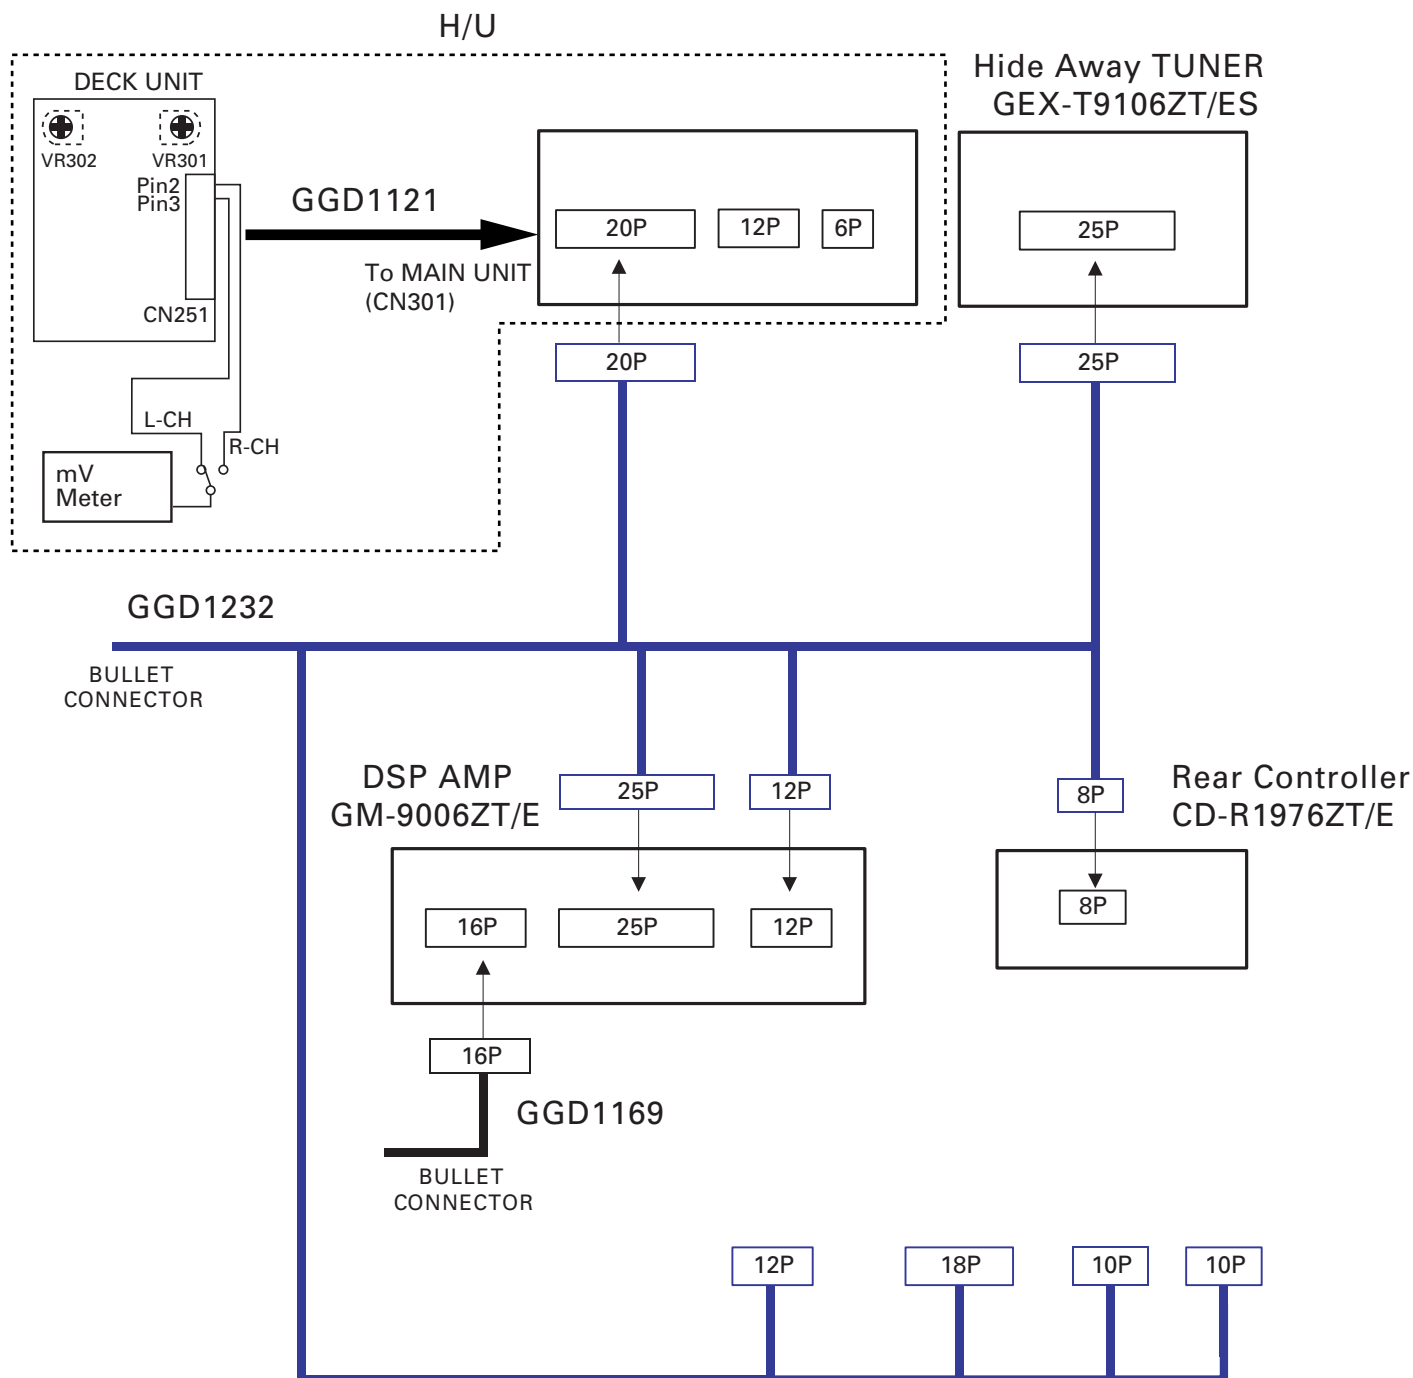 H/U
DECK UNIT
VR302
VR301
Pin2
Pin3
CN251
GGD1121
To MAIN UNIT
(CN301)
20P
12P
6P
Hide Away TUNER
GEX-T9106ZT/ES
25P
20P
25P
L-CH
R-CH
mV
Meter
GGD1232
BULLET
CONNECTOR
DSP AMP
GM-9006ZT/E
25P
12P
8P
Rear Controller
CD-R1976ZT/E
16P
25P
12P
8P
16P
GGD1169
BULLET
CONNECTOR
12P
18P
10P
10P